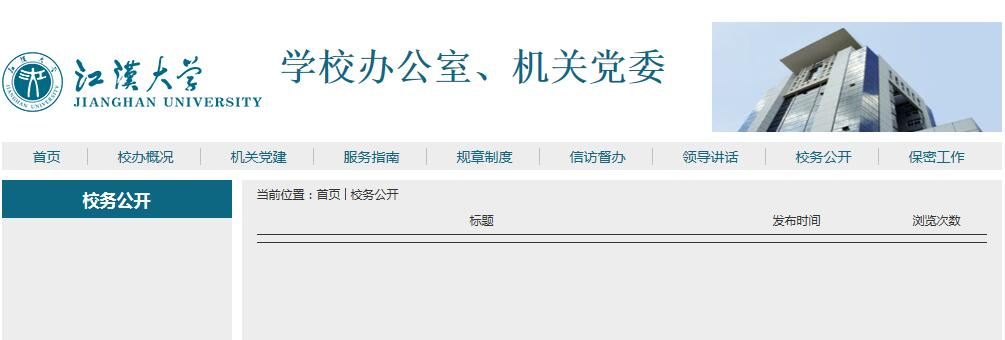 江汉大学
JIANGHAN UNIVERSITY
学校办公室、机关党委
首页 校办概况 机关党建 服务指南 规章制度 信访督办 领导讲话 校务公开 保密工作
校务公开
当前位置：首页 | 校务公开
标题 发布时间 浏览次数